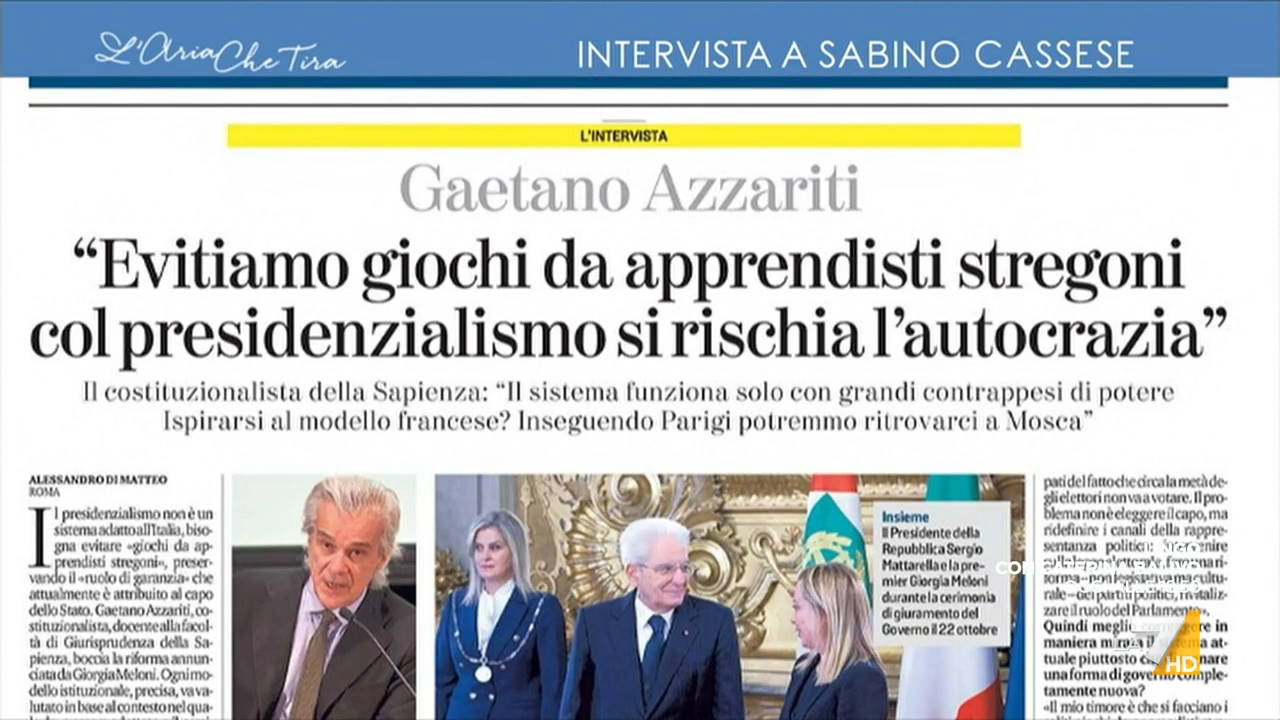 L'Aria Che Tira
INTERVISTA A SABINO CASSESE
L'INTERVISTA
Gaetano Azzariti
“Evitiamo giochi da apprendisti stregoni
col presidenzialismo si rischia l’autocrazia”
Il costituzionalista della Sapienza: “Il sistema funziona solo con grandi contrappesi di potere
Ispirarsi al modello francese? Inseguendo Parigi potremmo ritrovarci a Mosca”
ALESSANDRO DI MATTEO
ROMA
Il presidenzialismo non è un
sistema adatto all’Italia, biso-
gna evitare «giochi da ap-
prendisti stregoni», preser-
vando il «ruolo di garanzia» che
attualmente è attribuito al capo
dello Stato. Gaetano Azzariti, co-
stituzionalista, docente alla facol-
tà di Giurisprudenza della Sa-
pienza, boccia la riforma annun-
ciata da Giorgia Meloni. Ogni mo-
dello istituzionale, precisa, va va-
lutato in base al contesto nel qua-
Insieme
Il Presidente della
Repubblica Sergio
Mattarella e la pre-
mier Giorgia Meloni
durante la cerimonia
di giuramento del
Governo il 22 ottobre
pati del fatto che circa la metà de-
gli elettori non va a votare. Il pro-
blema non è eleggere il capo, ma
ridefinire i canali della rappre-
sentanza
zare il ruolo del Parlamento».
Quindi meglio in
maniera mirata il at-
tuale piuttosto
una forma di governo comple-
tamente nuova?
«Il mio timore è che si facciano i
HD